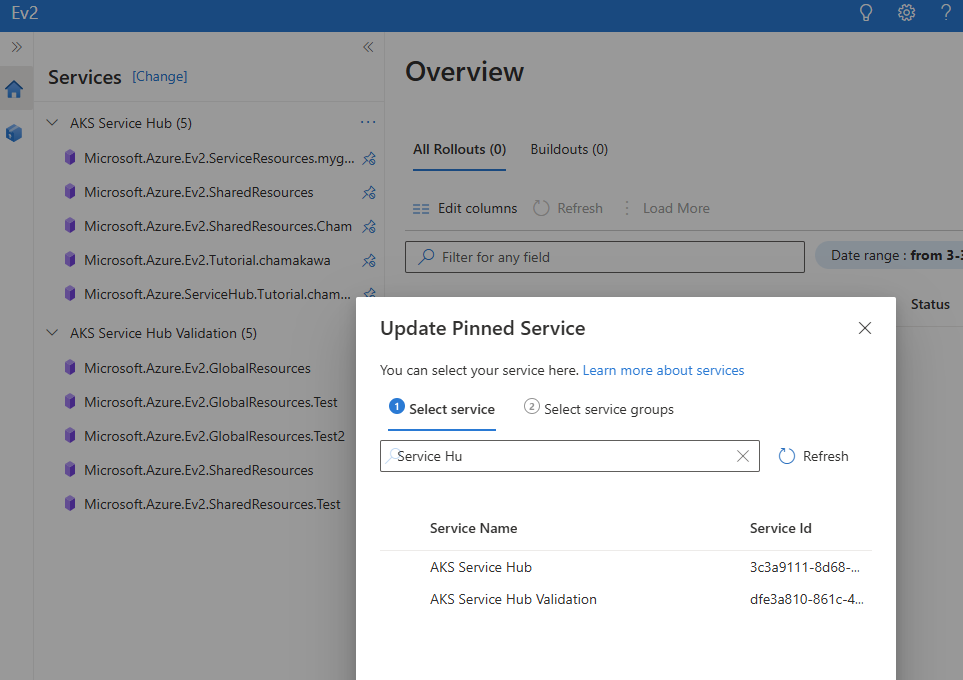 Ev2
Services [Change]
AKS Service Hub (5)
Microsoft.Azure.Ev2.ServiceResources.myg...
Microsoft.Azure.Ev2.SharedResources
Microsoft.Azure.Ev2.SharedResources.Cham
Microsoft.Azure.Ev2.Tutorial.chamakawa
Microsoft.Azure.ServiceHub.Tutorial.cham...
AKS Service Hub Validation (5)
Microsoft.Azure.Ev2.GlobalResources
Microsoft.Azure.Ev2.GlobalResources.Test
Microsoft.Azure.Ev2.GlobalResources.Test2
Microsoft.Azure.Ev2.SharedResources
Microsoft.Azure.Ev2.SharedResources.Test
Overview
All Rollouts (0) Buildouts (0)
Edit columns Refresh Load More
Filter for any field Date range : from 3-3
Status
Update Pinned Service
You can select your service here. Learn more about services
1 Select service 2 Select service groups
Service Hu Refresh
Service Name Service Id
AKS Service Hub 3c3a9111-8d68-...
AKS Service Hub Validation dfe3a810-861c-4...